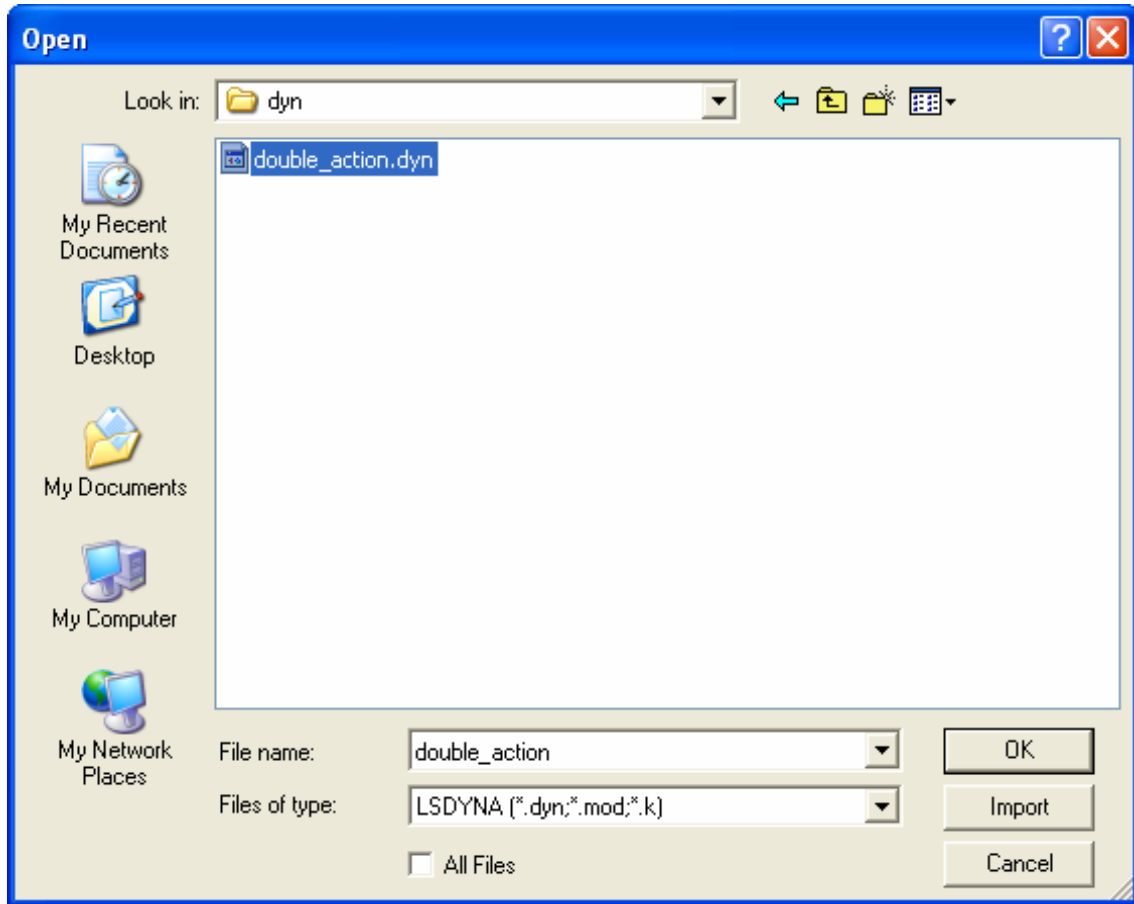 Open
Look in:
dyn
double_action.dyn
My Recent
Documents
Desktop
My Documents
My Computer
My Network
Places
File name:
double_action
OK
Files of type:
LSDYNA (*.dyn;*.mod;*.k)
Import
All Files
Cancel